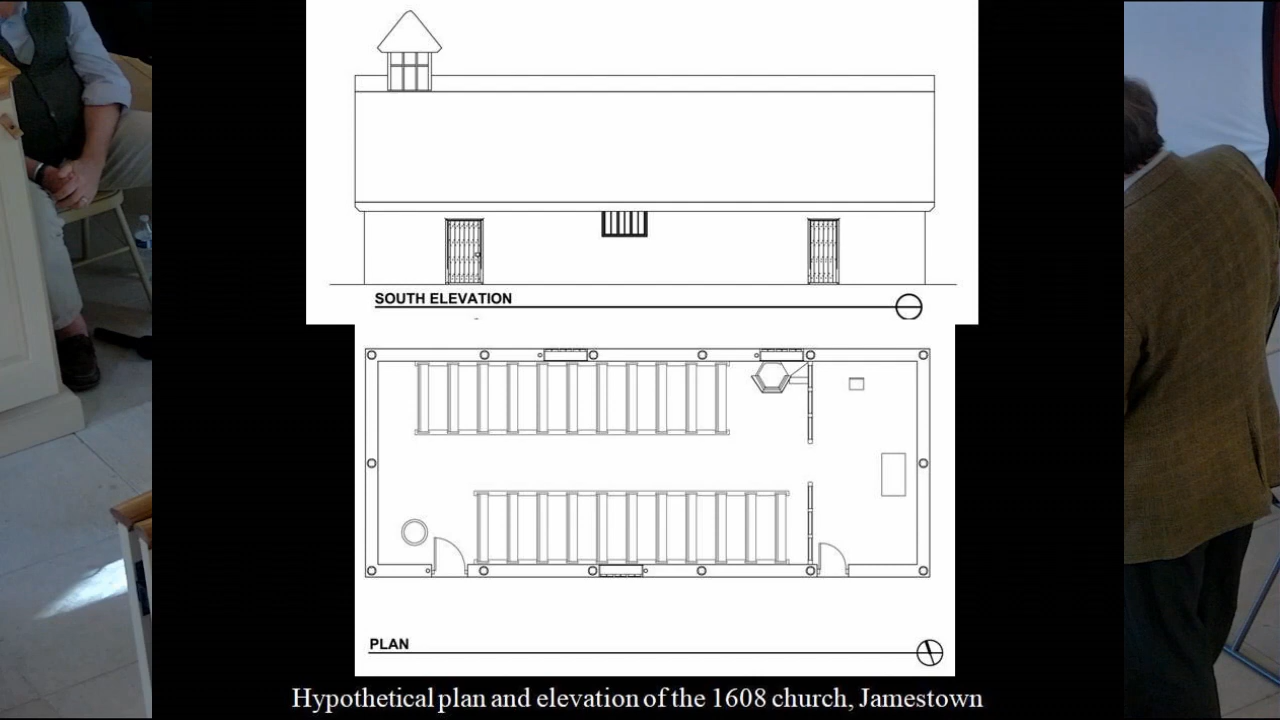 SOUTH ELEVATION
PLAN
Hypothetical plan and elevation of the 1608 church, Jamestown